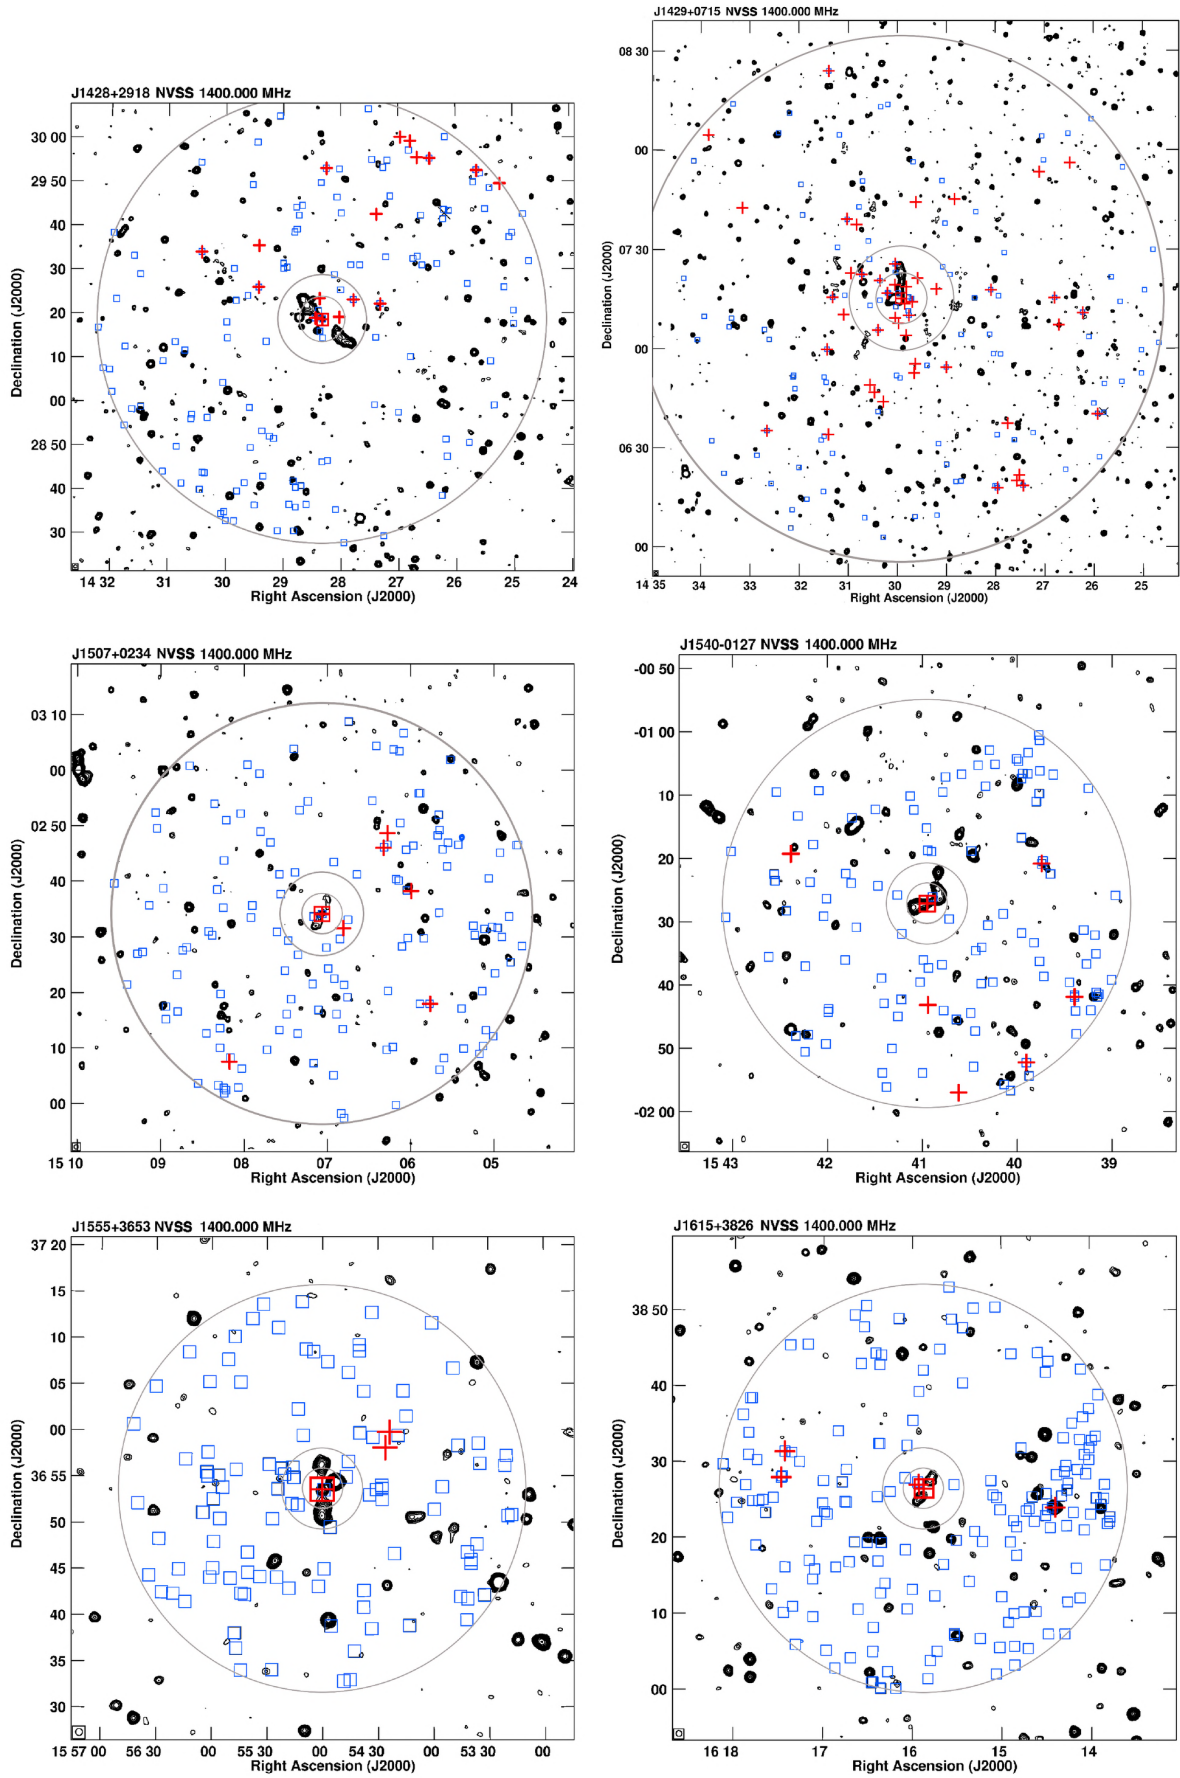 J1428+2918 NVSS 1400.000 MHz
Declination (J2000)
30 00
29 50
40
30
20
10
00
28 50
40
30
14 32 31 30 29 28 27 26 25 24
Right Ascension (J2000)
J1429+0715 NVSS 1400.000 MHz
Declination (J2000)
08 30
00
07 30
00
06 30
00
14 35 34 33 32 31 30 29 28 27 26 25
Right Ascension (J2000)
J1507+0234 NVSS 1400.000 MHz
Declination (J2000)
03 10
00
02 50
40
30
20
10
00
15 10 09 08 07 06 05
Right Ascension (J2000)
J1540-0127 NVSS 1400.000 MHz
Declination (J2000)
-00 50
-01 00
10
20
30
40
50
-02 00
15 43 42 41 40 39
Right Ascension (J2000)
J1555+3653 NVSS 1400.000 MHz
Declination (J2000)
37 20
15
10
05
00
36 55
50
45
40
35
30
15 57 00 56 30 00 55 30 00 54 30 00 53 30 00
Right Ascension (J2000)
J1615+3826 NVSS 1400.000 MHz
Declination (J2000)
38 50
40
30
20
10
00
16 18 17 16 15 14
Right Ascension (J2000)